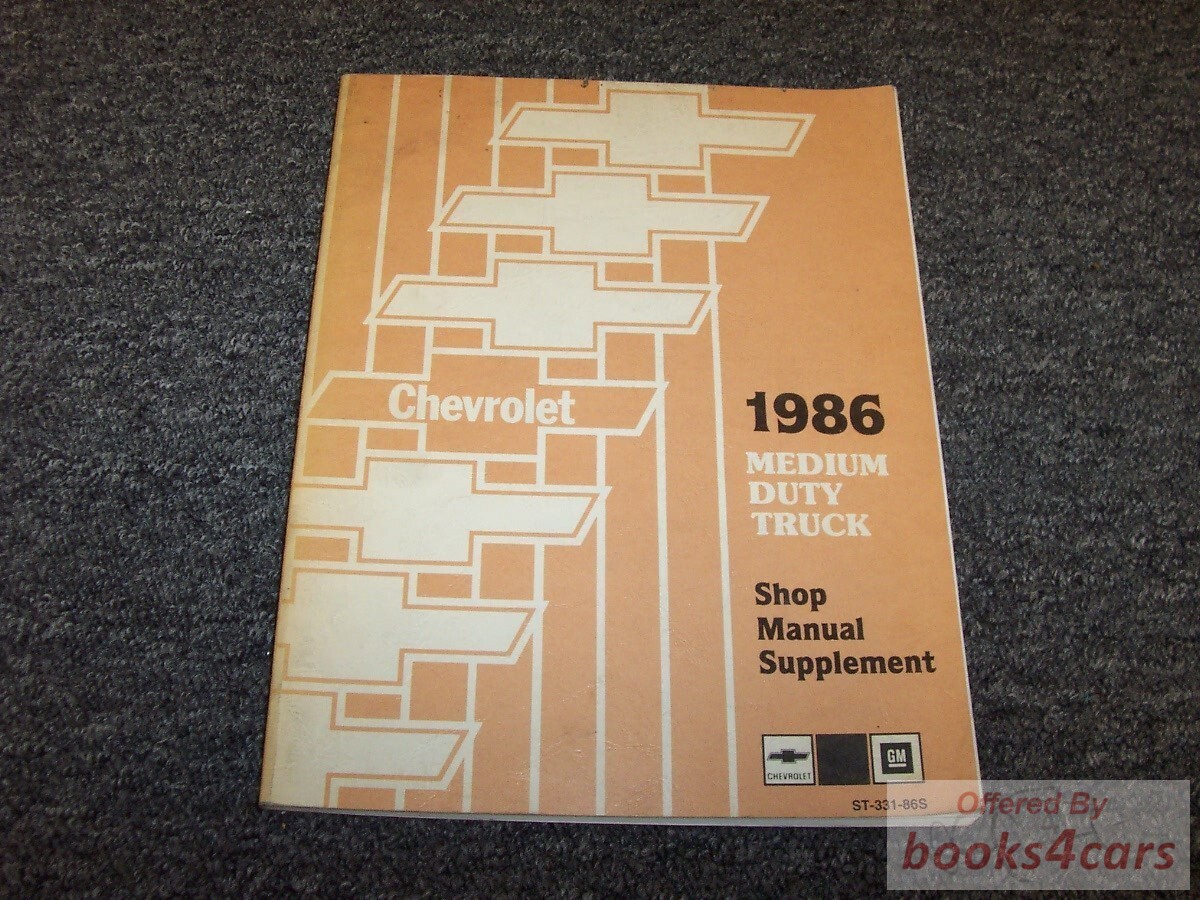 Chevrolet
1986
MEDIUM
DUTY
TRUCK
Shop
Manual
Supplement
CHEVROLET
GM
ST-331-86S
Offered By
books4cars